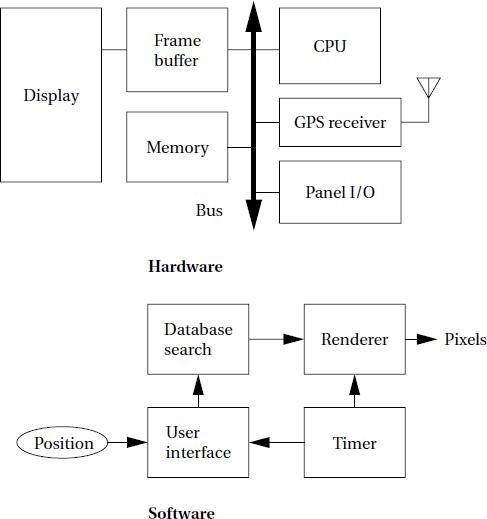 Frame
buffer
CPU
Display
GPS receiver
Memory
Panel I/O
Bus
Hardware
Database
search
Renderer
Pixels
Position
User
interface
Timer
Software